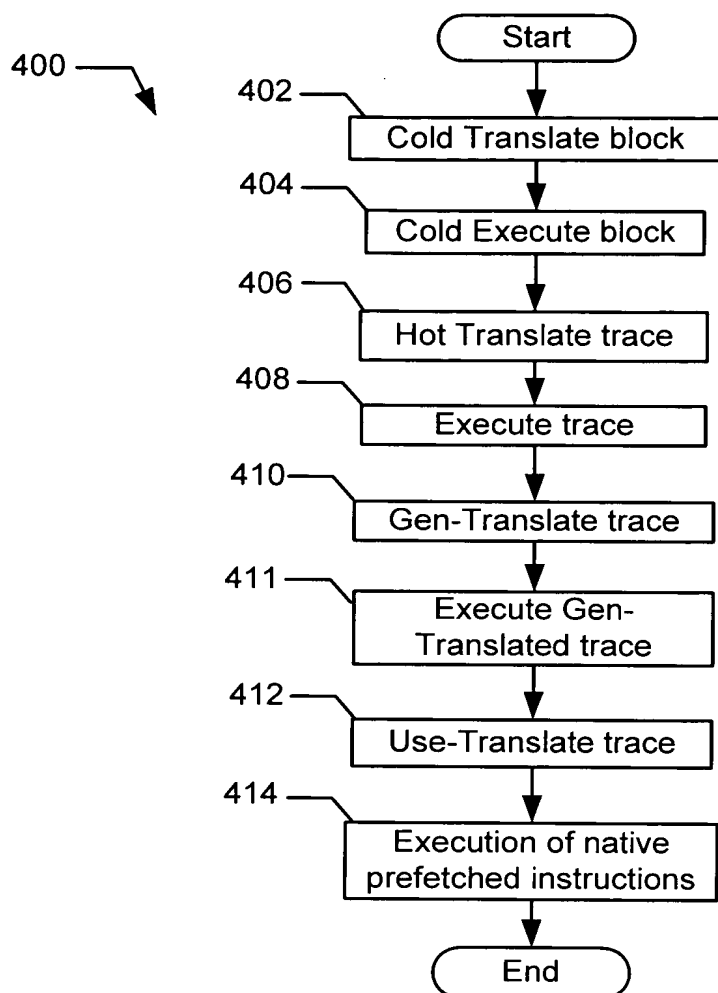 Start
400
402
Cold Translate block
404
Cold Execute block
406
Hot Translate trace
408
Execute trace
410
Gen-Translate trace
411
Execute Gen-
Translated trace
412
Use-Translate trace
414
Execution of native
prefetched instructions
End